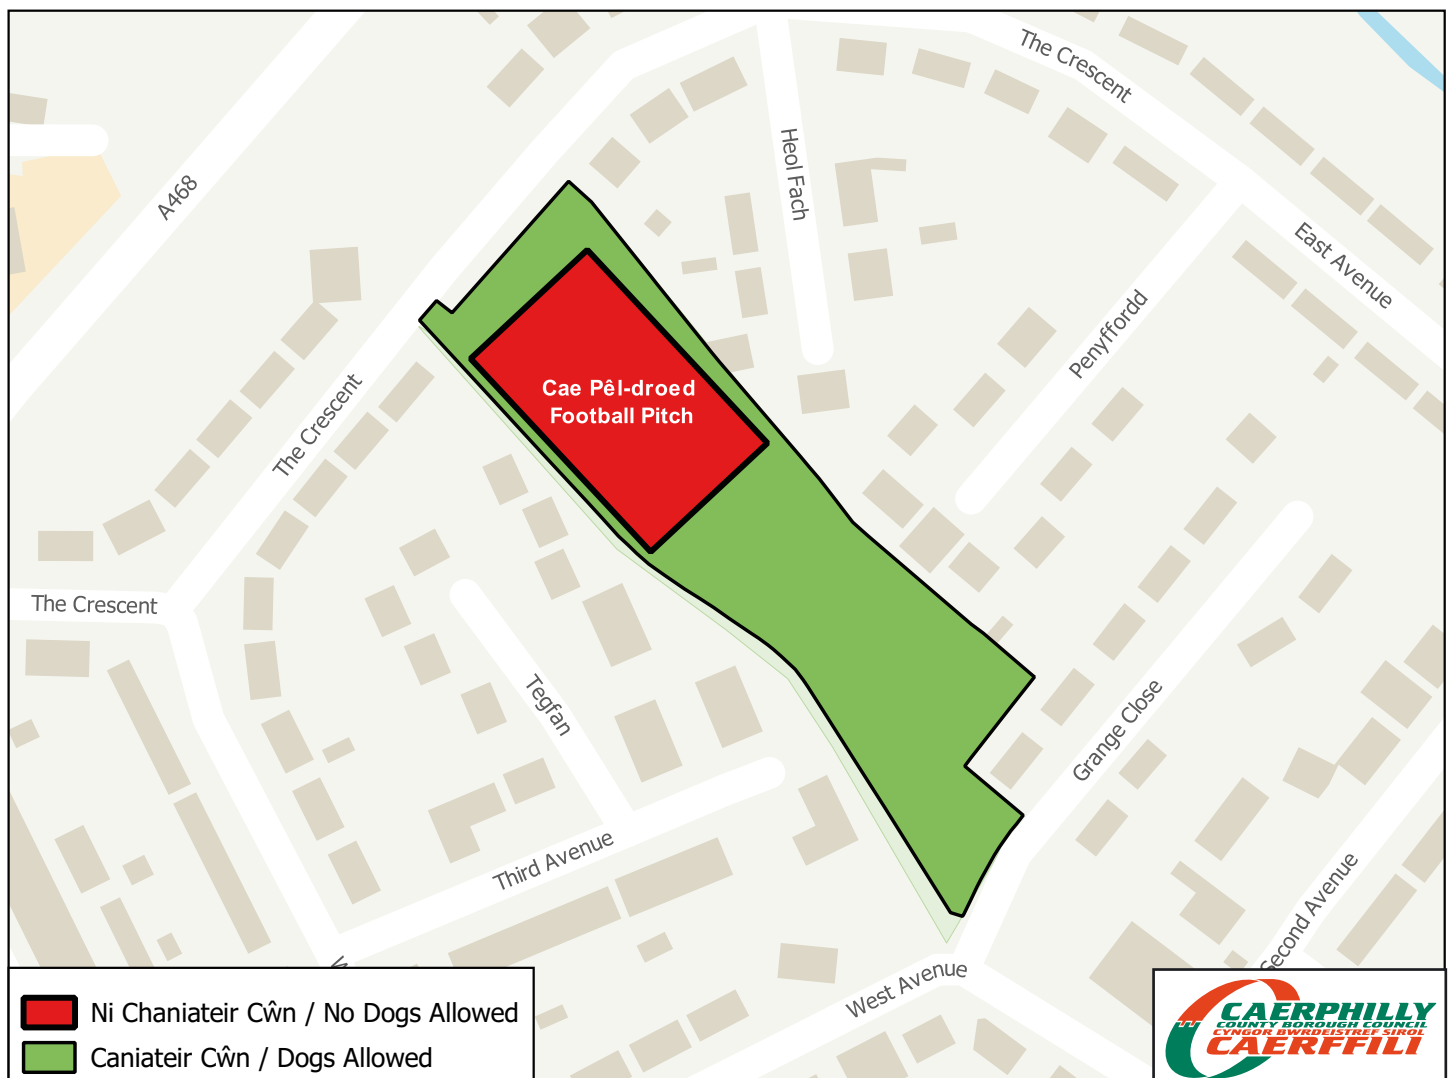 The Crescent
A468
Heol Fach
East Avenue
Penyffordd
Cae Pêl-droed
Football Pitch
The Crescent
The Crescent
Tegfan
Grange Close
Third Avenue
Second Avenue
West Avenue
W
Ni Chaniateir Cŵn / No Dogs Allowed
Caniateir Cŵn / Dogs Allowed
CAERPHILLY
COUNTY BOROUGH COUNCIL
CYNGOR BWRDEISTREF SIROL
CAERFFILI